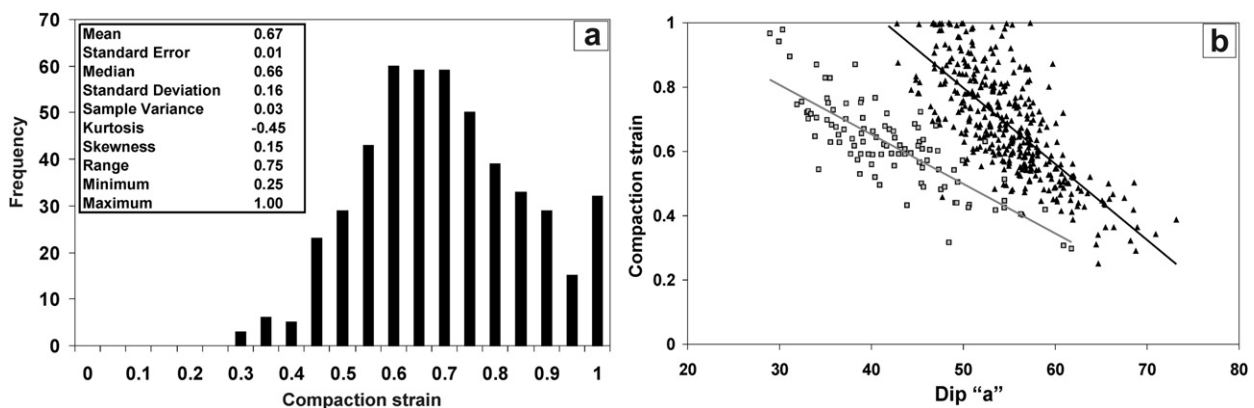 a
70
60
50
40
30
20
10
0
Frequency
Mean 0.67
Standard Error 0.01
Median 0.66
Standard Deviation 0.16
Sample Variance 0.03
Kurtosis -0.45
Skewness 0.15
Range 0.75
Minimum 0.25
Maximum 1.00
0 0.1 0.2 0.3 0.4 0.5 0.6 0.7 0.8 0.9 1
Compaction strain
b
1
0.8
0.6
0.4
0.2
0
Compaction strain
20 30 40 50 60 70 80
Dip “a”